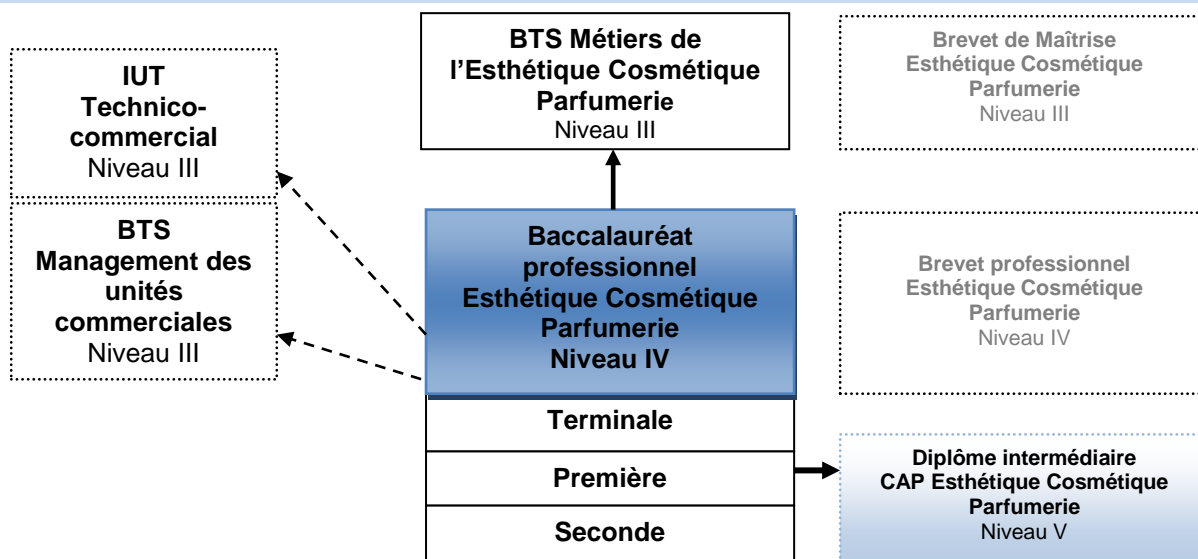 IUT
Technico-
commercial
Niveau III
BTS
Management des
unités
commerciales
Niveau III
BTS Métiers de
l’Esthétique Cosmétique
Parfumerie
Niveau III
Baccalauréat
professionnel
Esthétique Cosmétique
Parfumerie
Niveau IV
Terminale
Première
Seconde
Brevet de Maîtrise
Esthétique Cosmétique
Parfumerie
Niveau III
Brevet professionnel
Esthétique Cosmétique
Parfumerie
Niveau IV
Diplôme intermédiaire
CAP Esthétique Cosmétique
Parfumerie
Niveau V